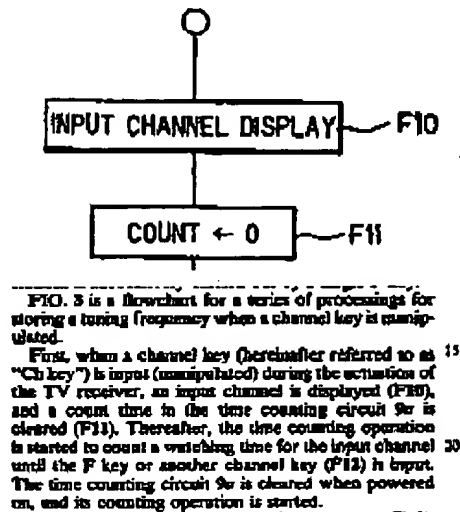 INPUT CHANNEL DISPLAY
F10
COUNT ← 0
F11
FIG. 3 is a flowchart for a series of processings for
storing a tuning frequency when a channel key is manip-
ulated.
First, when a channel key (hereinafter referred to as 15
"Ch key") is input (manipulated) during the actuation of
the TV receiver, an input channel is displayed (F10),
and a count time in the time counting circuit 9a is
cleared (F11). Thereafter, the time counting operation
is started to count a watching time for the input channel 20
until the F key or another channel key (F12) is input.
The time counting circuit 9a is cleared when powered
on, and its counting operation is started.